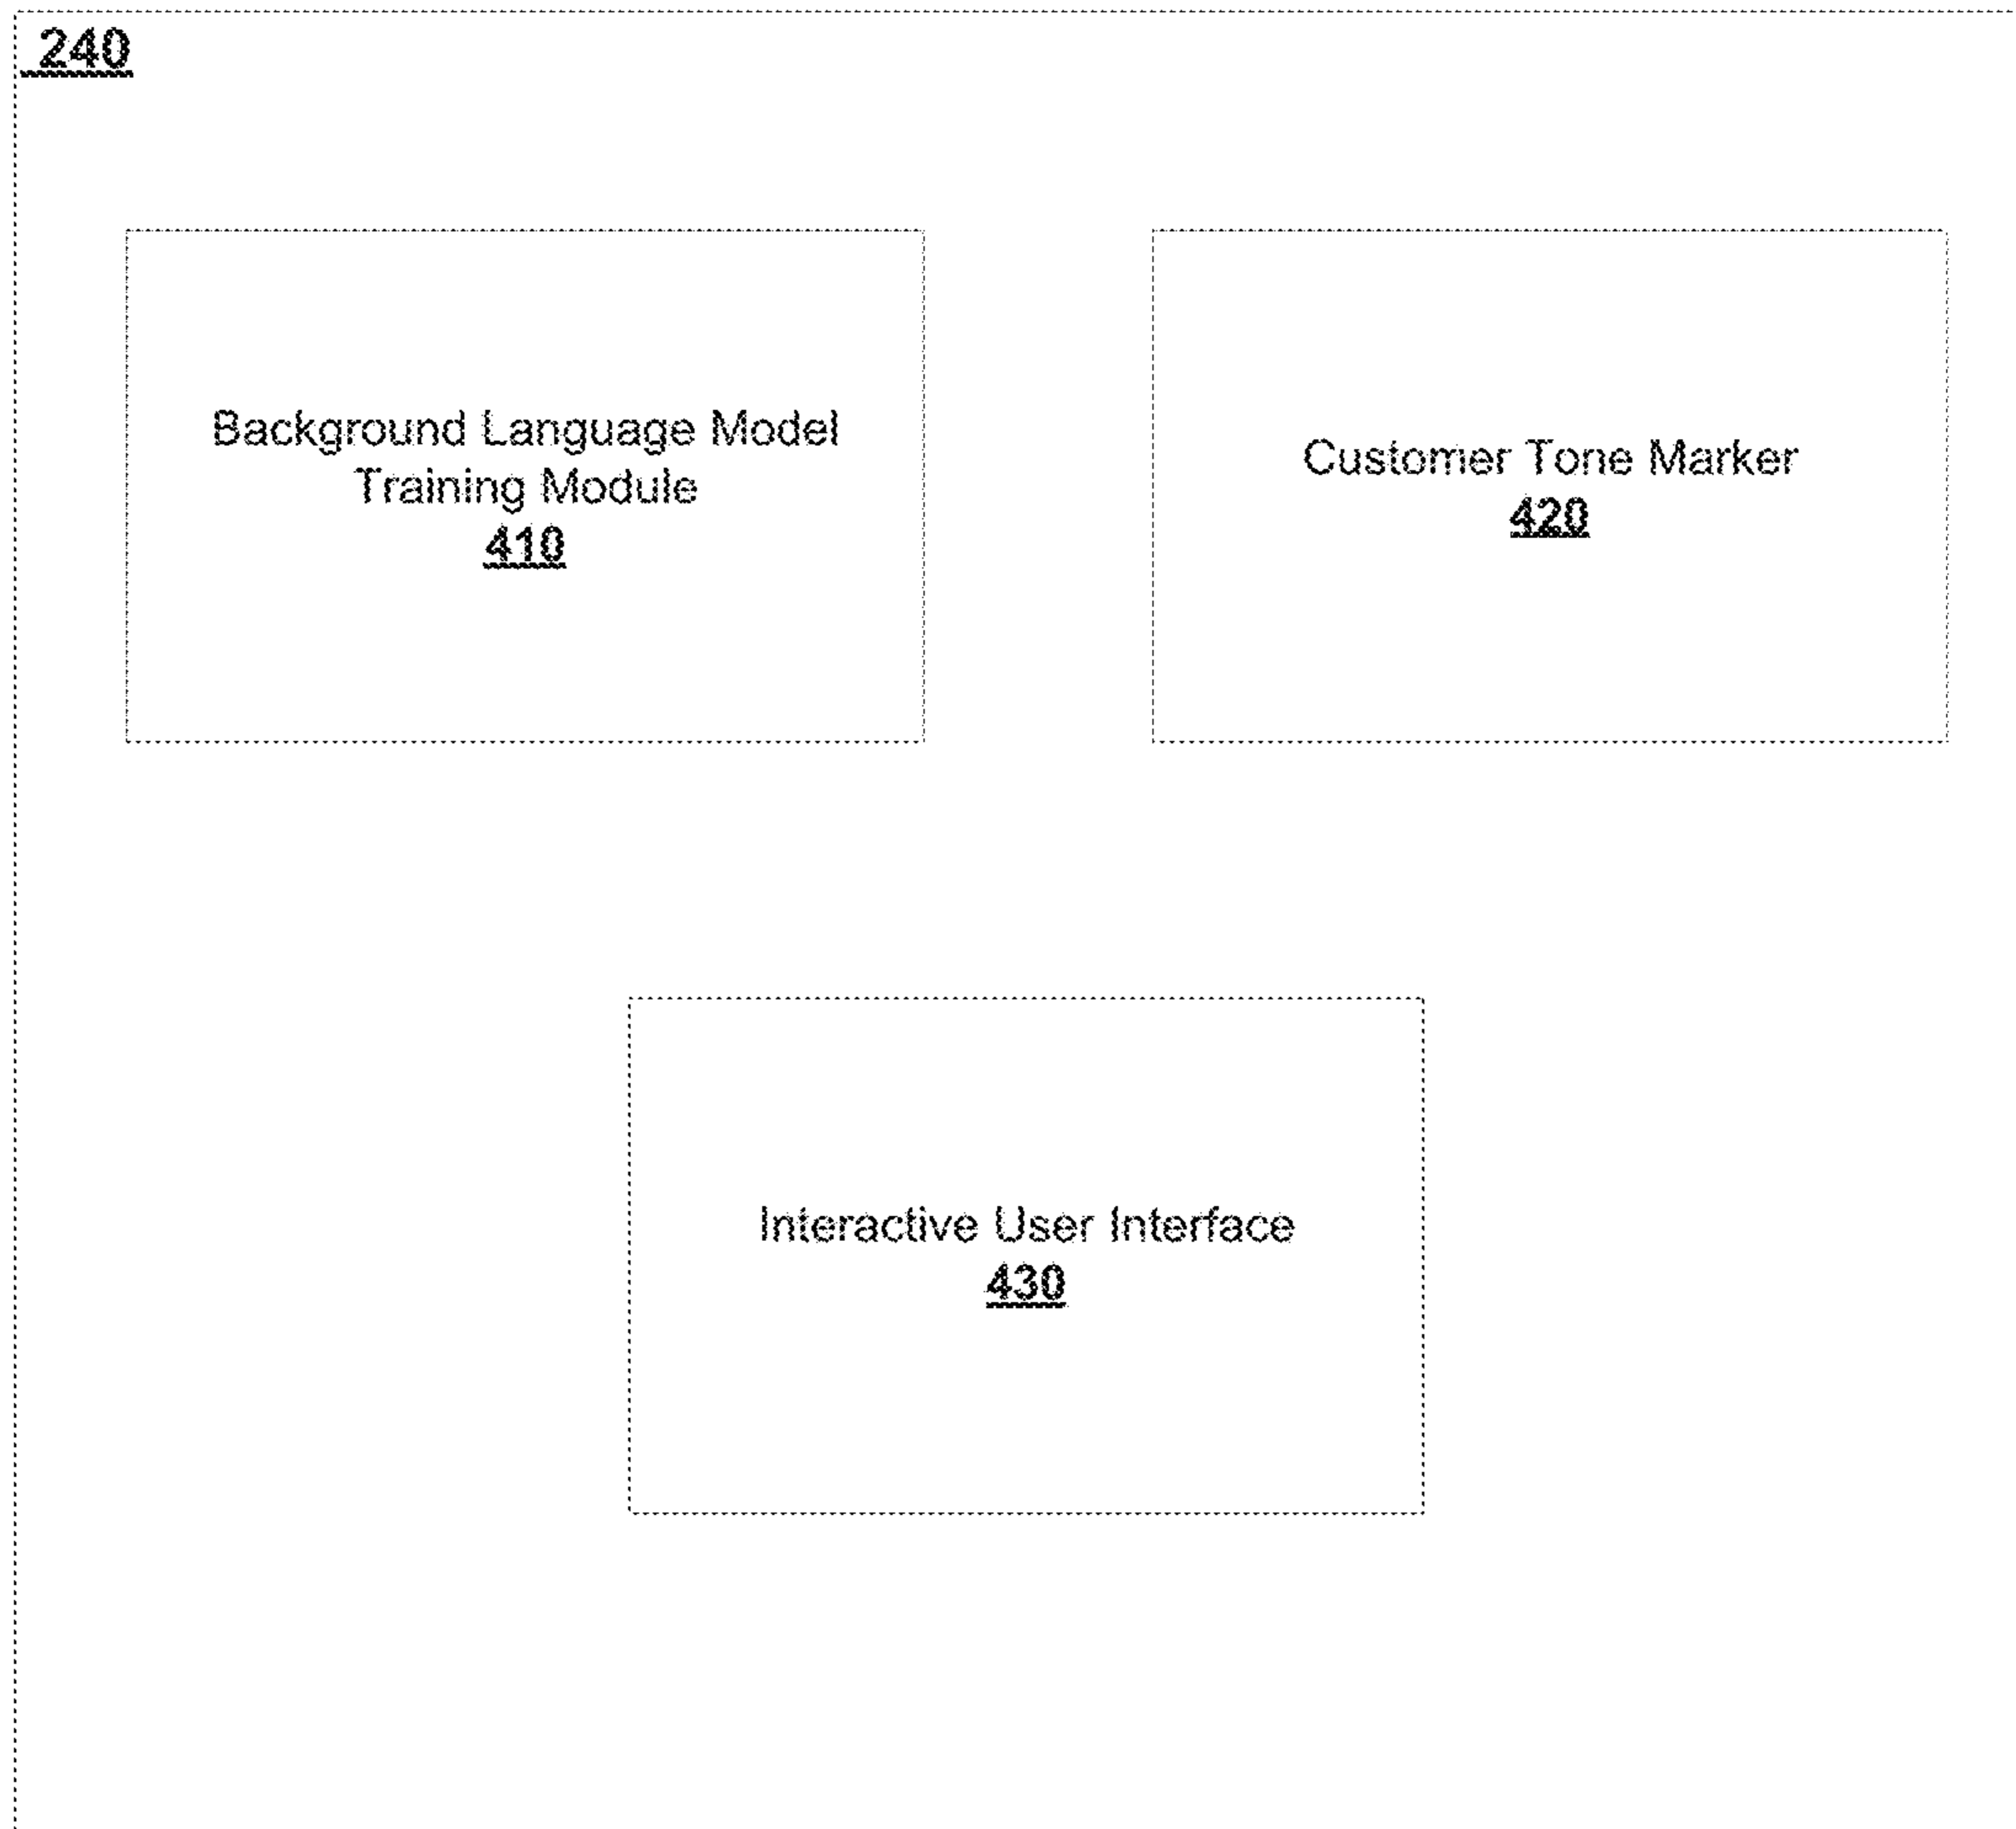 240
Background Language Model
Training Module
410
Customer Tone Marker
420
Interactive User Interface
430